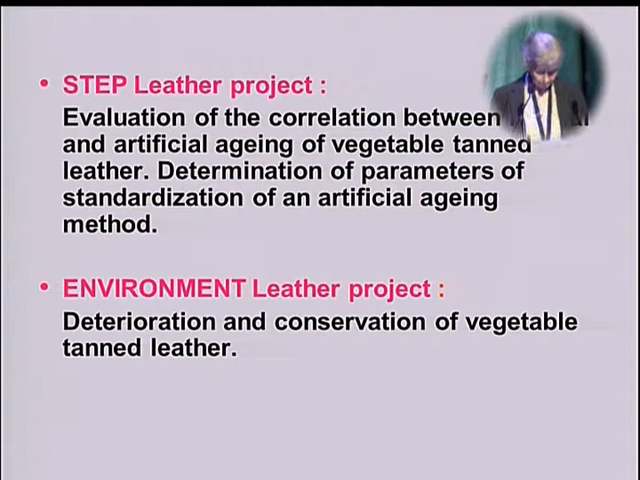 • STEP Leather project :
Evaluation of the correlation between
and artificial ageing of vegetable tanned
leather. Determination of parameters of
standardization of an artificial ageing
method.
• ENVIRONMENT Leather project :
Deterioration and conservation of vegetable
tanned leather.